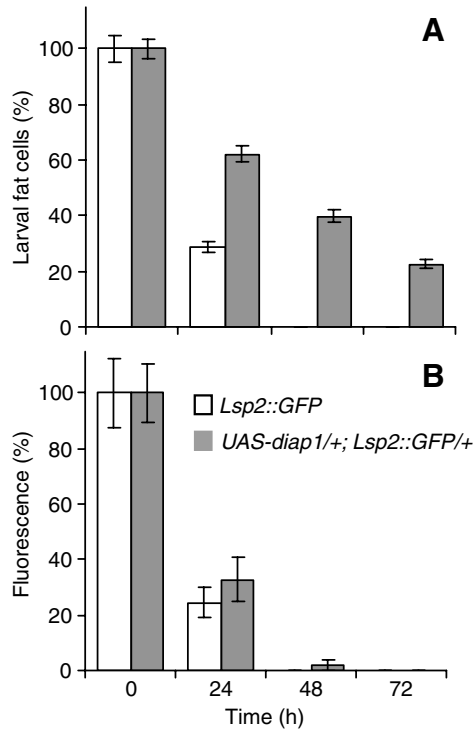 A
Larval fat cells (%)
100
80
60
40
20
0
B
Fluorescence (%)
100
80
60
40
20
0
Lsp2::GFP
UAS-diap1/+; Lsp2::GFP/+
0 24 48 72
Time (h)